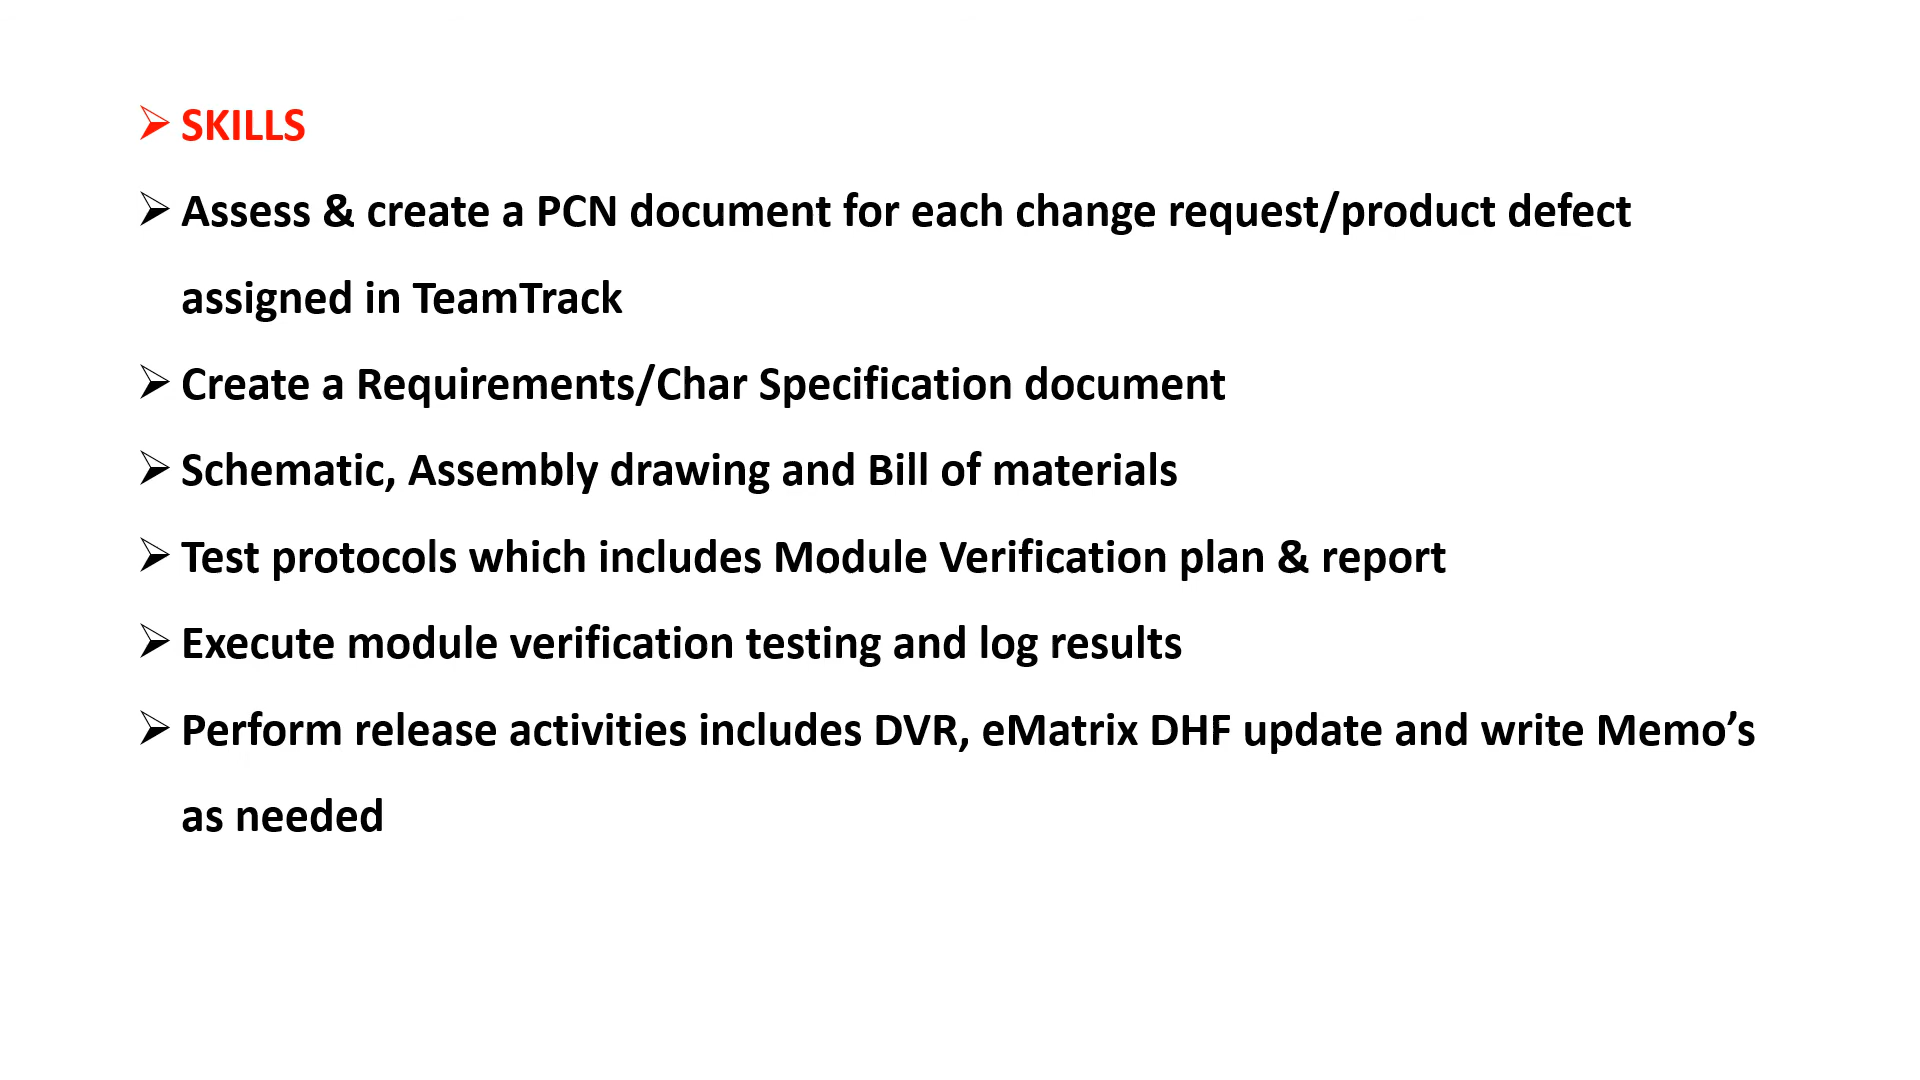 SKILLS
Assess & create a PCN document for each change request/product defect
assigned in TeamTrack
Create a Requirements/Char Specification document
Schematic, Assembly drawing and Bill of materials
Test protocols which includes Module Verification plan & report
Execute module verification testing and log results
Perform release activities includes DVR, eMatrix DHF update and write Memo’s
as needed